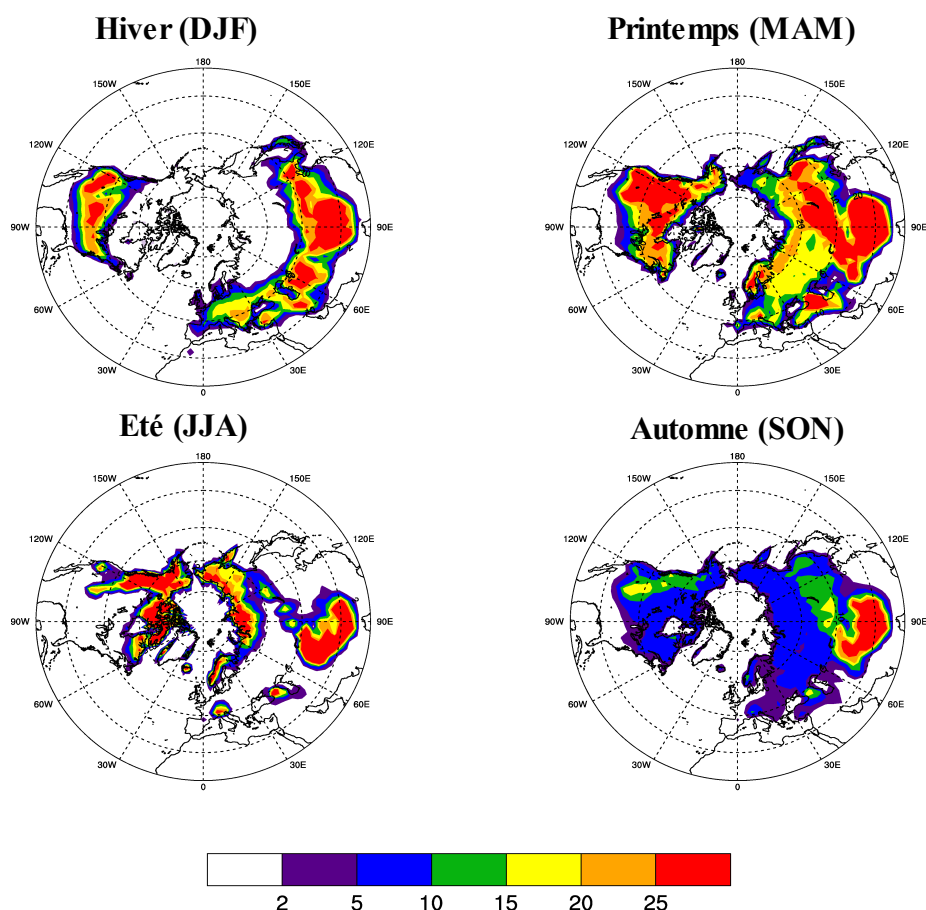 Hiver (DJF)
Printemps (MAM)
180
150W
150E
120W
120E
90W
90E
60W
60E
30W
30E
0
180
150W
150E
120W
120E
90W
90E
60W
60E
30W
30E
0
Eté (JJA)
Automne (SON)
180
150W
150E
120W
120E
90W
90E
60W
60E
30W
30E
0
180
150W
150E
120W
120E
90W
90E
60W
60E
30W
30E
0
2 5 10 15 20 25